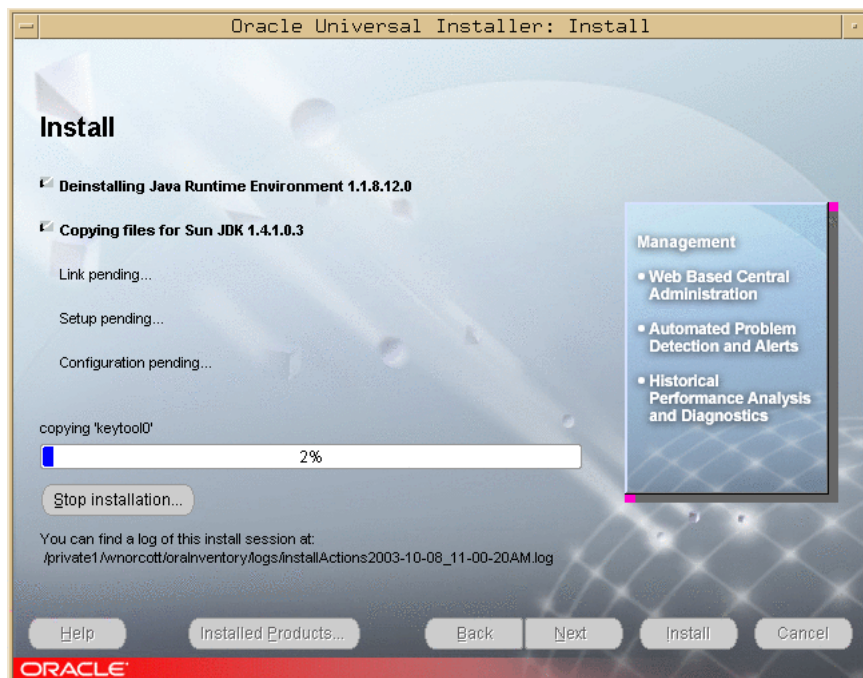 Oracle Universal Installer: Install
Install
Deinstalling Java Runtime Environment 1.1.8.12.0
Copying files for Sun JDK 1.4.1.0.3
Link pending...
Setup pending...
Configuration pending...
Management
Web Based Central
Administration
Automated Problem
Detection and Alerts
Historical
Performance Analysis
and Diagnostics
copying 'keytool0'
2%
Stop installation...
You can find a log of this install session at:
/private1/wnorcott/oraInventory/logs/installActions2003-10-08_11-00-20AM.log
Help
Installed Products...
Back
Next
Install
Cancel
ORACLE